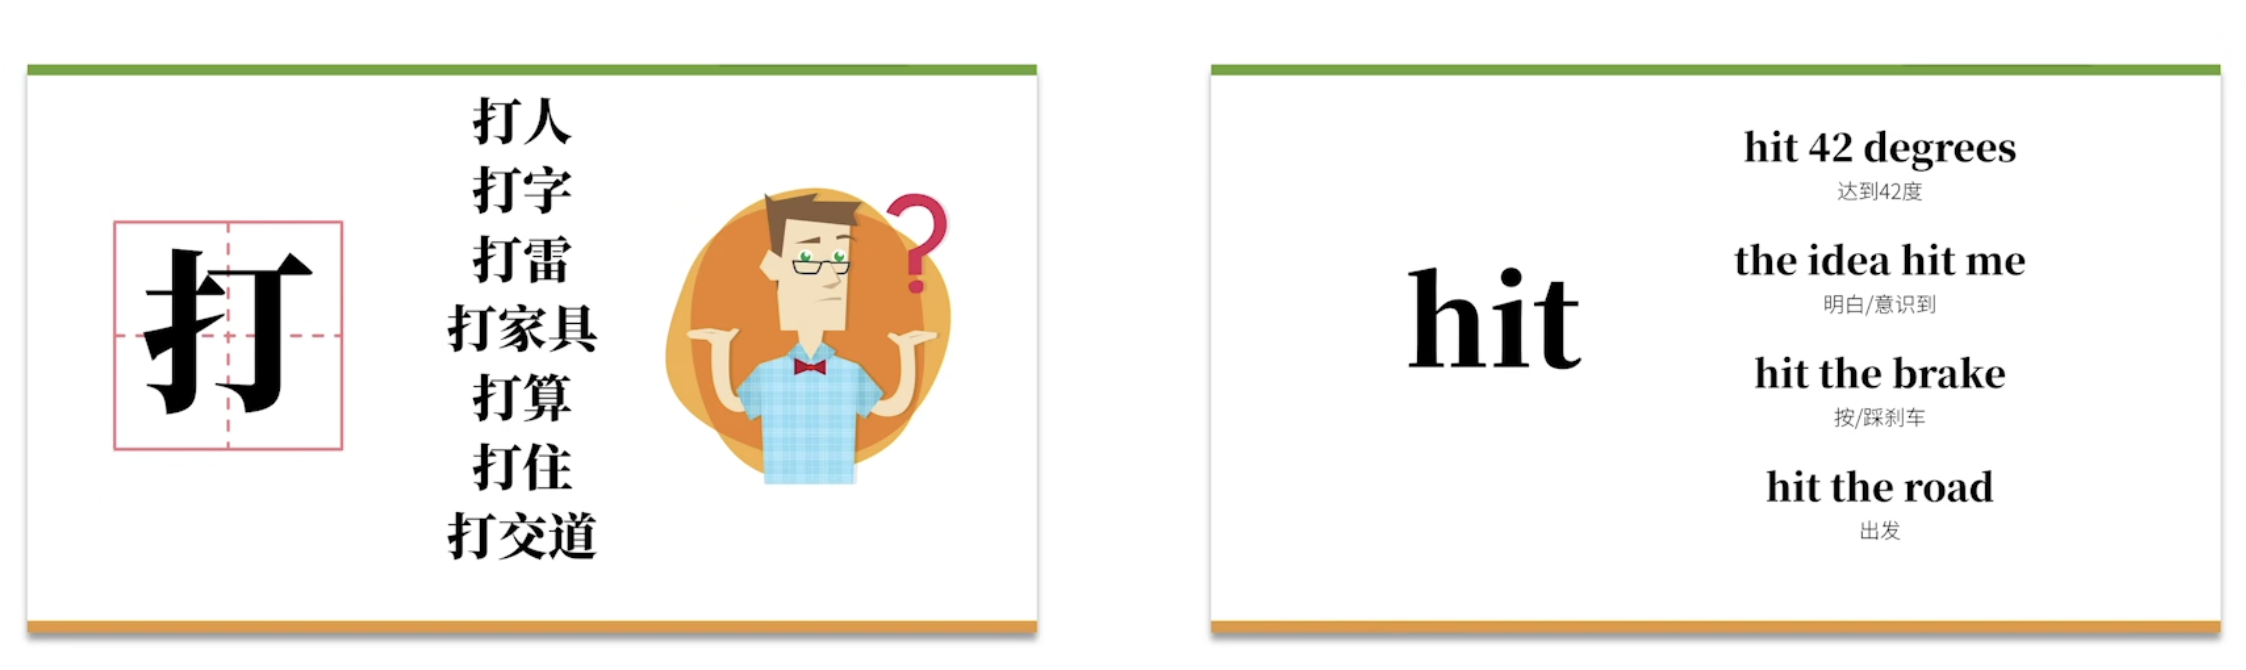 打
打人
打字
打雷
打家具
打算
打住
打交道
?
hit
hit 42 degrees
达到42度
the idea hit me
明白/意识到
hit the brake
按/踩刹车
hit the road
出发